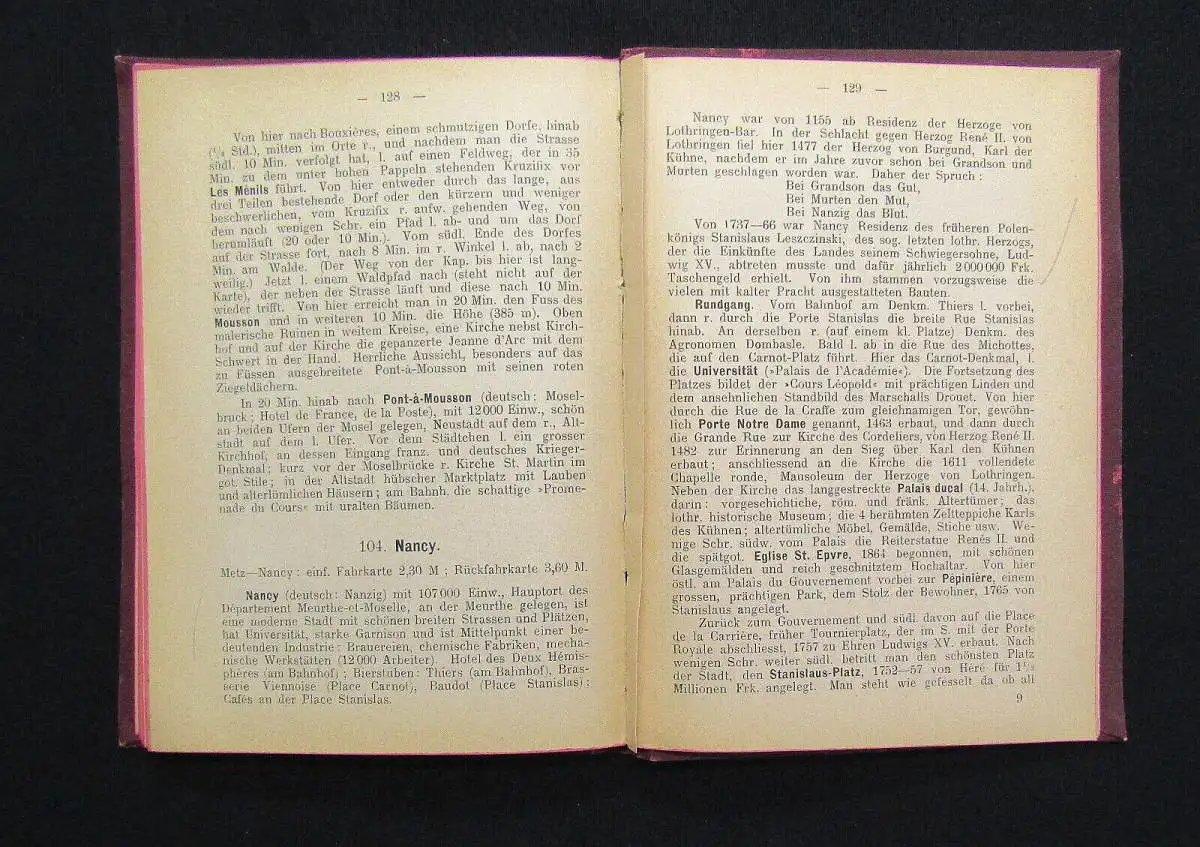 — 128 —
Von hier nach Bouxières, einem schmutzigen Dorfe, hinab
Std.), mitten im Orte r., und nachdem man die Strasse
südl. 10 Min. verfolgt hat, l. auf einen Feldweg, der in 35
Min. zu dem unter hohen Pappeln stehenden Kruzifix vor
Les Ménils führt. Von hier entweder durch das lange, aus
drei Teilen bestehende Dorf oder den kürzern und weniger
beschwerlichen, vom Kruzifix r. aufw. gehenden Weg, von
dem nach wenigen Schr. ein Pfad l. ab- und um das Dorf
herumläuft (20 oder 10 Min.). Vom südl. Ende des Dorfes
auf der Strasse fort, nach 8 Min. im r. Winkel l. ab, nach 2
Min. am Walde. (Der Weg von der Kap. bis hier ist lang-
weilig.) Jetzt l. einem Waldpfad nach (steht nicht auf der
Karte), der neben der Strasse läuft und diese nach 10 Min.
wieder trifft. Von hier erreicht man in 20 Min. den Fuss des
Mousson und in weiteren 10 Min. die Höhe (385 m). Oben
malerische Ruinen in weitem Kreise, eine Kirche nebst Kirch-
hof und auf der Kirche die gepanzerte Jeanne d'Arc mit dem
Schwert in der Hand. Herrliche Aussicht, besonders auf das
zu Füssen ausgebreitete Pont-à-Mousson mit seinen roten
Ziegeldächern.
In 20 Min. hinab nach Pont-à-Mousson (deutsch: Mosel-
bruck; Hotel de France, de la Poste), mit 12 000 Einw., schön
an beiden Ufern der Mosel gelegen, Neustadt auf dem r., Alt-
stadt auf dem l. Ufer. Vor dem Städtchen l. ein grosser
Kirchhof, an dessen Eingang franz. und deutsches Krieger-
Denkmal; kurz vor der Moselbrücke r. Kirche St. Martin im
got. Stile; in der Altstadt hübscher Marktplatz mit Lauben
und altertümlichen Häusern; am Bahnh. die schattige »Prome-
nade du Cours« mit uralten Bäumen.
104. Nancy.
Metz—Nancy: einf. Fahrkarte 2,30 M; Rückfahrkarte 3,60 M.
Nancy (deutsch: Nanzig) mit 107 000 Einw., Hauptort des
Département Meurthe-et-Moselle, an der Meurthe gelegen, ist
eine moderne Stadt mit schönen breiten Strassen und Plätzen,
hat Universität, starke Garnison und ist Mittelpunkt einer be-
deutenden Industrie: Brauereien, chemische Fabriken, mecha-
nische Werkstätten (12 000 Arbeiter). Hotel des Deux Hémis-
phères (am Bahnhof); Bierstuben: Thiers (am Bahnhof), Bras-
serie Viennoise (Place Carnot), Baudot (Place Stanislas);
Cafés an der Place Stanislas.
— 129 —
Nancy war von 1155 ab Residenz der Herzoge von
Lothringen-Bar. In der Schlacht gegen Herzog René II. von
Lothringen fiel hier 1477 der Herzog von Burgund, Karl der
Kühne, nachdem er im Jahre zuvor schon bei Grandson und
Murten geschlagen worden war. Daher der Spruch:
Bei Grandson das Gut,
Bei Murten den Mut,
Bei Nanzig das Blut.
Von 1737—66 war Nancy Residenz des früheren Polen-
königs Stanislaus Leszczinski, des sog. letzten lothr. Herzogs,
der die Einkünfte des Landes seinem Schwiegersohne, Lud-
wig XV., abtreten musste und dafür jährlich 2 000 000 Frk.
Taschengeld erhielt. Von ihm stammen vorzugsweise die
vielen mit kalter Pracht ausgestatteten Bauten.
Rundgang. Vom Bahnhof am Denkm. Thiers l. vorbei,
dann r. durch die Porte Stanislas die breite Rue Stanislas
hinab. An derselben r. (auf einem kl. Platze) Denkm. des
Agronomen Dombasle. Bald l. ab in die Rue des Michottes,
die auf den Carnot-Platz führt. Hier das Carnot-Denkmal, l.
die Universität (»Palais de l'Académie«). Die Fortsetzung des
Platzes bildet der »Cours Léopold« mit prächtigen Linden und
dem ansehnlichen Standbild des Marschalls Drouet. Von hier
durch die Rue de la Craffe zum gleichnamigen Tor, gewöhn-
lich Porte Notre Dame genannt, 1463 erbaut, und dann durch
die Grande Rue zur Kirche des Cordeliers, von Herzog René II.
1482 zur Erinnerung an den Sieg über Karl den Kühnen
erbaut; anschliessend an die Kirche die 1611 vollendete
Chapelle ronde, Mausoleum der Herzoge von Lothringen.
Neben der Kirche das langgestreckte Palais ducal (14. Jahrh.),
darin: vorgeschichtliche, röm. und fränk. Altertümer; das
lothr. historische Museum; die 4 berühmten Zeltteppiche Karls
des Kühnen; altertümliche Möbel, Gemälde, Stiche usw. We-
nige Schr. südw. vom Palais die Reiterstatue Renés II. und
die spätgot. Eglise St. Epvre, 1864 begonnen, mit schönen
Glasgemälden und reich geschnitztem Hochaltar. Von hier
östl. am Palais du Gouvernement vorbei zur Pépinière, einem
grossen, prächtigen Park, dem Stolz der Bewohner, 1765 von
Stanislaus angelegt.
Zurück zum Gouvernement und südl. davon auf die Place
de la Carrière, früher Tournierplatz, der im S. mit der Porte
Royale abschliesst, 1757 zu Ehren Ludwigs XV. erbaut. Nach
wenigen Schr. weiter südl. betritt man den schönsten Platz
der Stadt, den Stanislaus-Platz, 1752—57 von Héré für 1½
Millionen Frk. angelegt. Man steht wie gefesselt da ob all
9